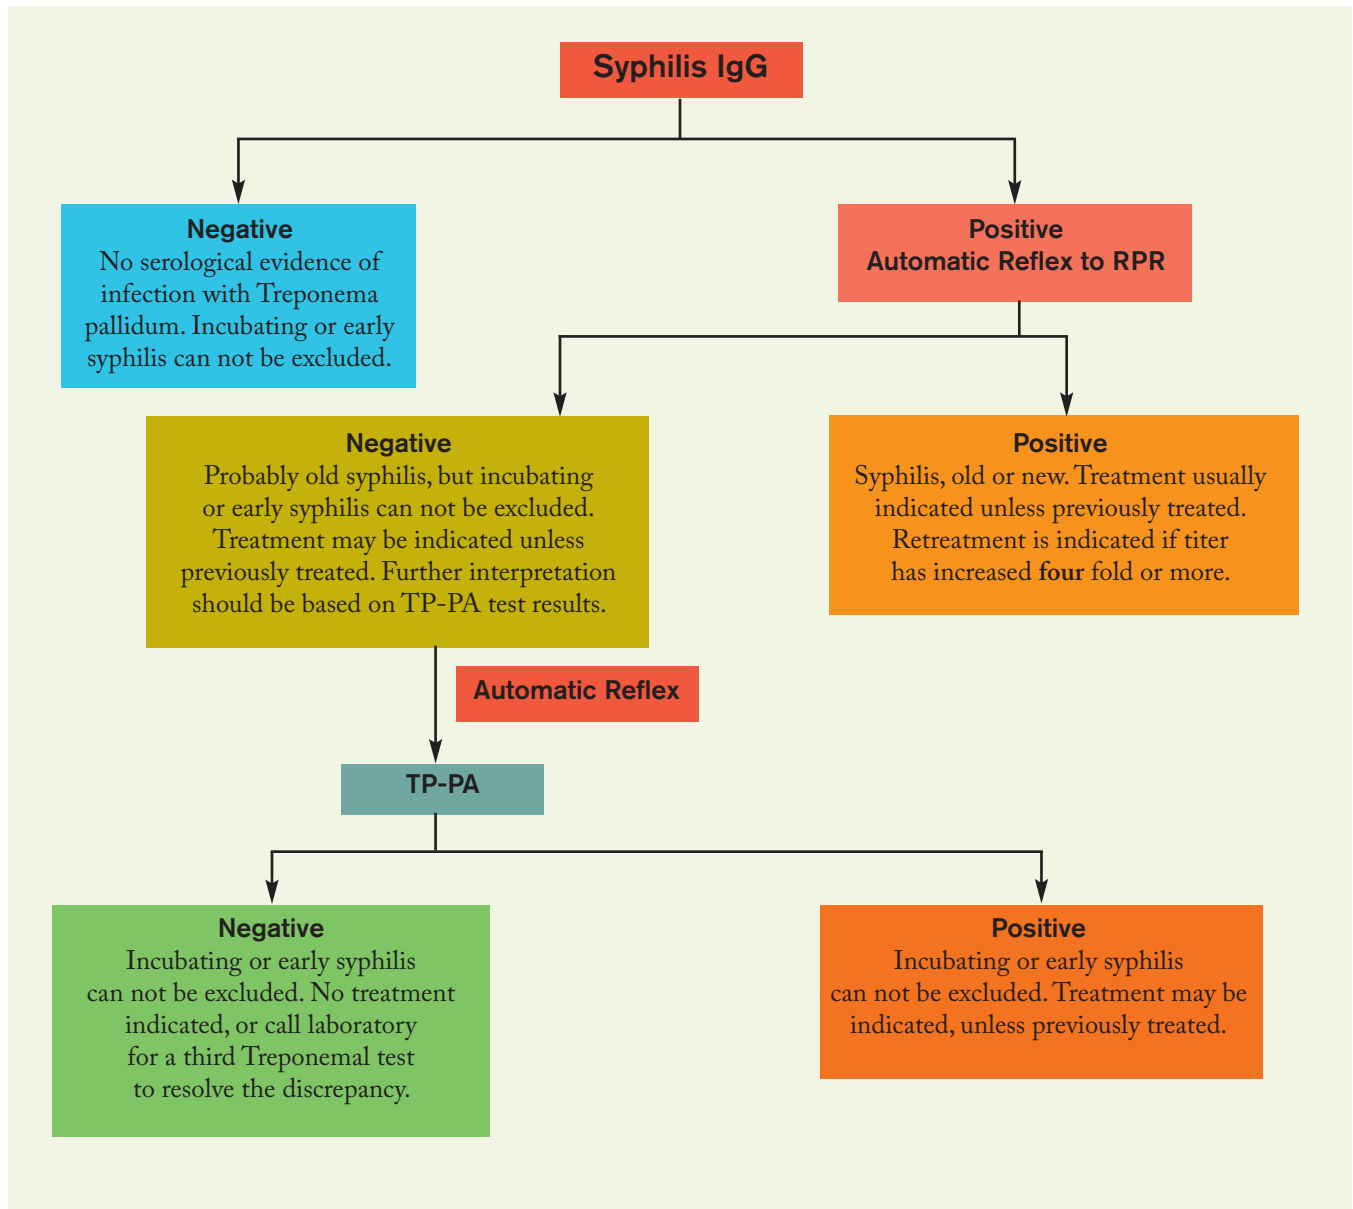 Syphilis IgG
Negative
No serological evidence of
infection with Treponema
pallidum. Incubating or early
syphilis can not be excluded.
Positive
Automatic Reflex to RPR
Negative
Probably old syphilis, but incubating
or early syphilis can not be excluded.
Treatment may be indicated unless
previously treated. Further interpretation
should be based on TP-PA test results.
Positive
Syphilis, old or new. Treatment usually
indicated unless previously treated.
Retreatment is indicated if titer
has increased four fold or more.
Automatic Reflex
TP-PA
Negative
Incubating or early syphilis
can not be excluded. No treatment
indicated, or call laboratory
for a third Treponemal test
to resolve the discrepancy.
Positive
Incubating or early syphilis
can not be excluded. Treatment may be
indicated, unless previously treated.